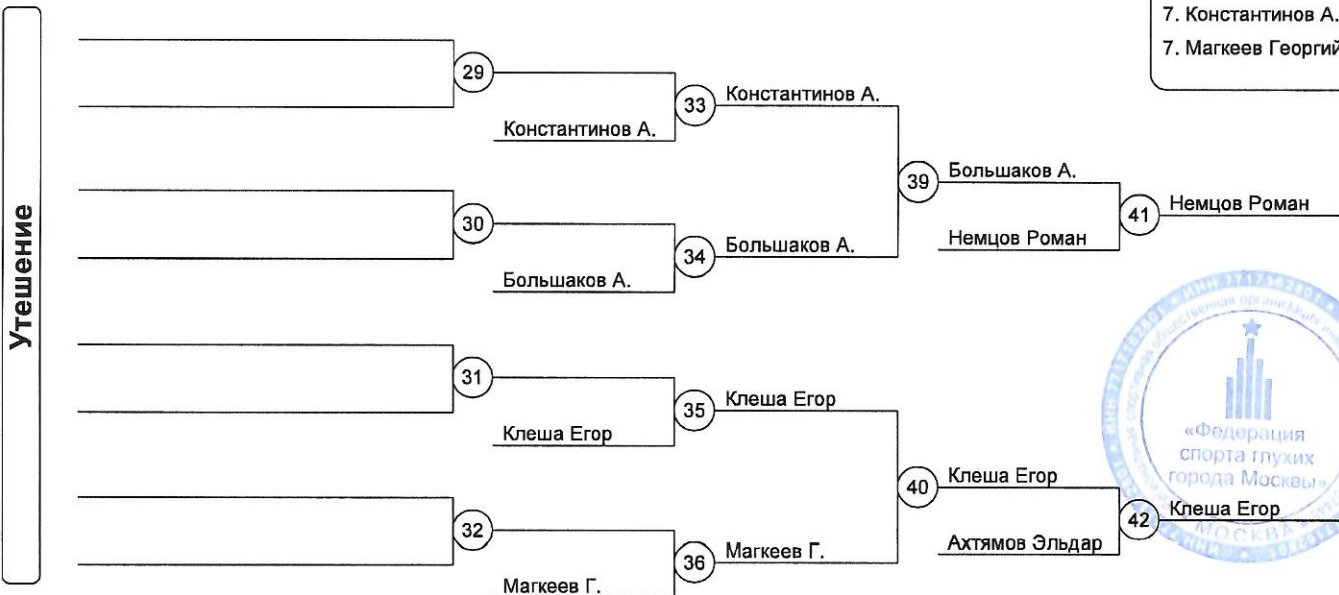 7. Константинов А.
7. Магкеев Георгий
Утешение
29
33
Константинов А.
Константинов А.
39
Большаков А.
41
Немцов Роман
30
34
Большаков А.
Немцов Роман
Большаков А.
31
35
Клеша Егор
Клеша Егор
40
Клеша Егор
42
Клеша Егор
32
36
Магкеев Г.
Ахтямов Эльдар
Магкеев Г.
«Федерация
спорта глухих
города Москвы»
МОСКВА